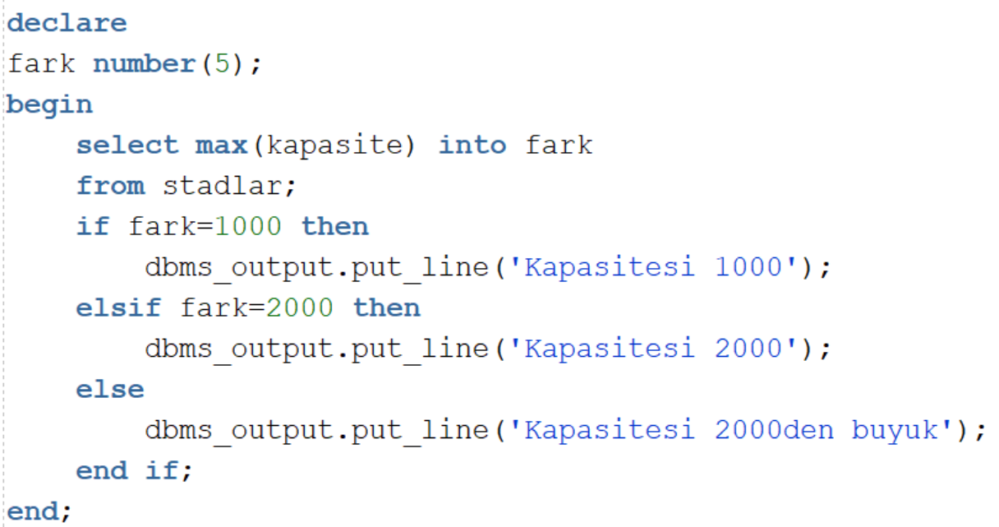 declare
fark number(5);
begin
    select max(kapasite) into fark
    from stadlar;
    if fark=1000 then
        dbms_output.put_line('Kapasitesi 1000');
    elsif fark=2000 then
        dbms_output.put_line('Kapasitesi 2000');
    else
        dbms_output.put_line('Kapasitesi 2000den buyuk');
    end if;
end;